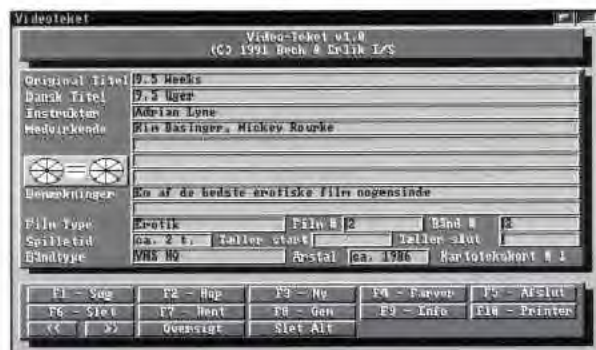 Videoteket
Video-Teket v1.0
(C) 1991 Bech & Erlik I/S
Original Titel 9.5 Weeks
Dansk Titel 9.5 Uger
Instruktør Adrian Lyne
Medvirkende Kim Basinger, Mickey Rourke
Bemærkninger En af de bedste erotiske film nogensinde
Film Type Erotik Film # 2 Bånd # 2
Spilletid ca. 2 t. Tæller start Tæller slut
Båndtype VHS HQ Årstal ca. 1986 Kartotekskort # 1
F1 - Søg F2 - Hop F3 - Ny F4 - Farver F5 - Afslut
F6 - Slet F7 - Hent F8 - Gem F9 - Info F10 - Printer
<< >> Oversigt Slet Alt